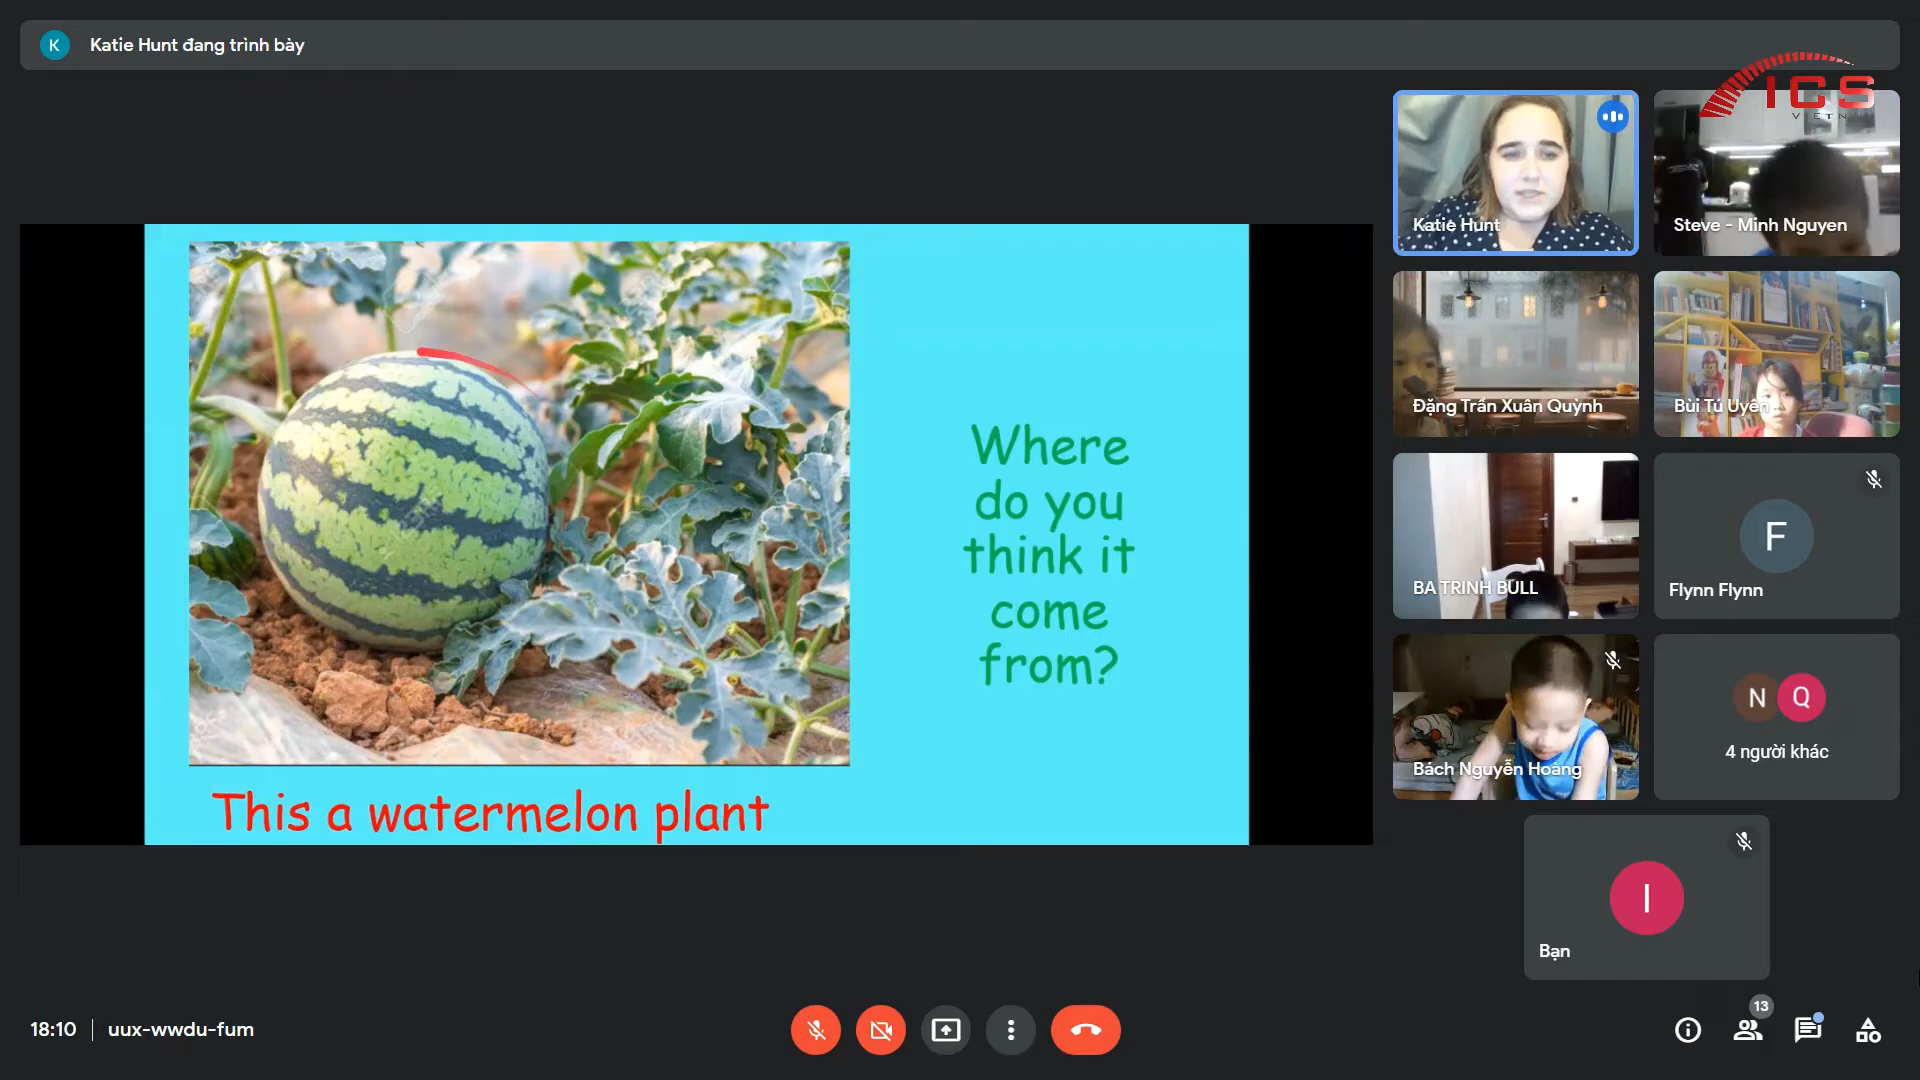 K
Katie Hunt đang trình bày
ICS
VIETNAM
Katie Hunt
Steve - Minh Nguyen
Đặng Trần Xuân Quỳnh
Bùi Tú Uyên
BA TRINH BULL
F
Flynn Flynn
Bách Nguyễn Hoàng
N Q
4 người khác
I
Bạn
Where
do you
think it
come
from?
This a watermelon plant
18:10 | uux-wwdu-fum
13